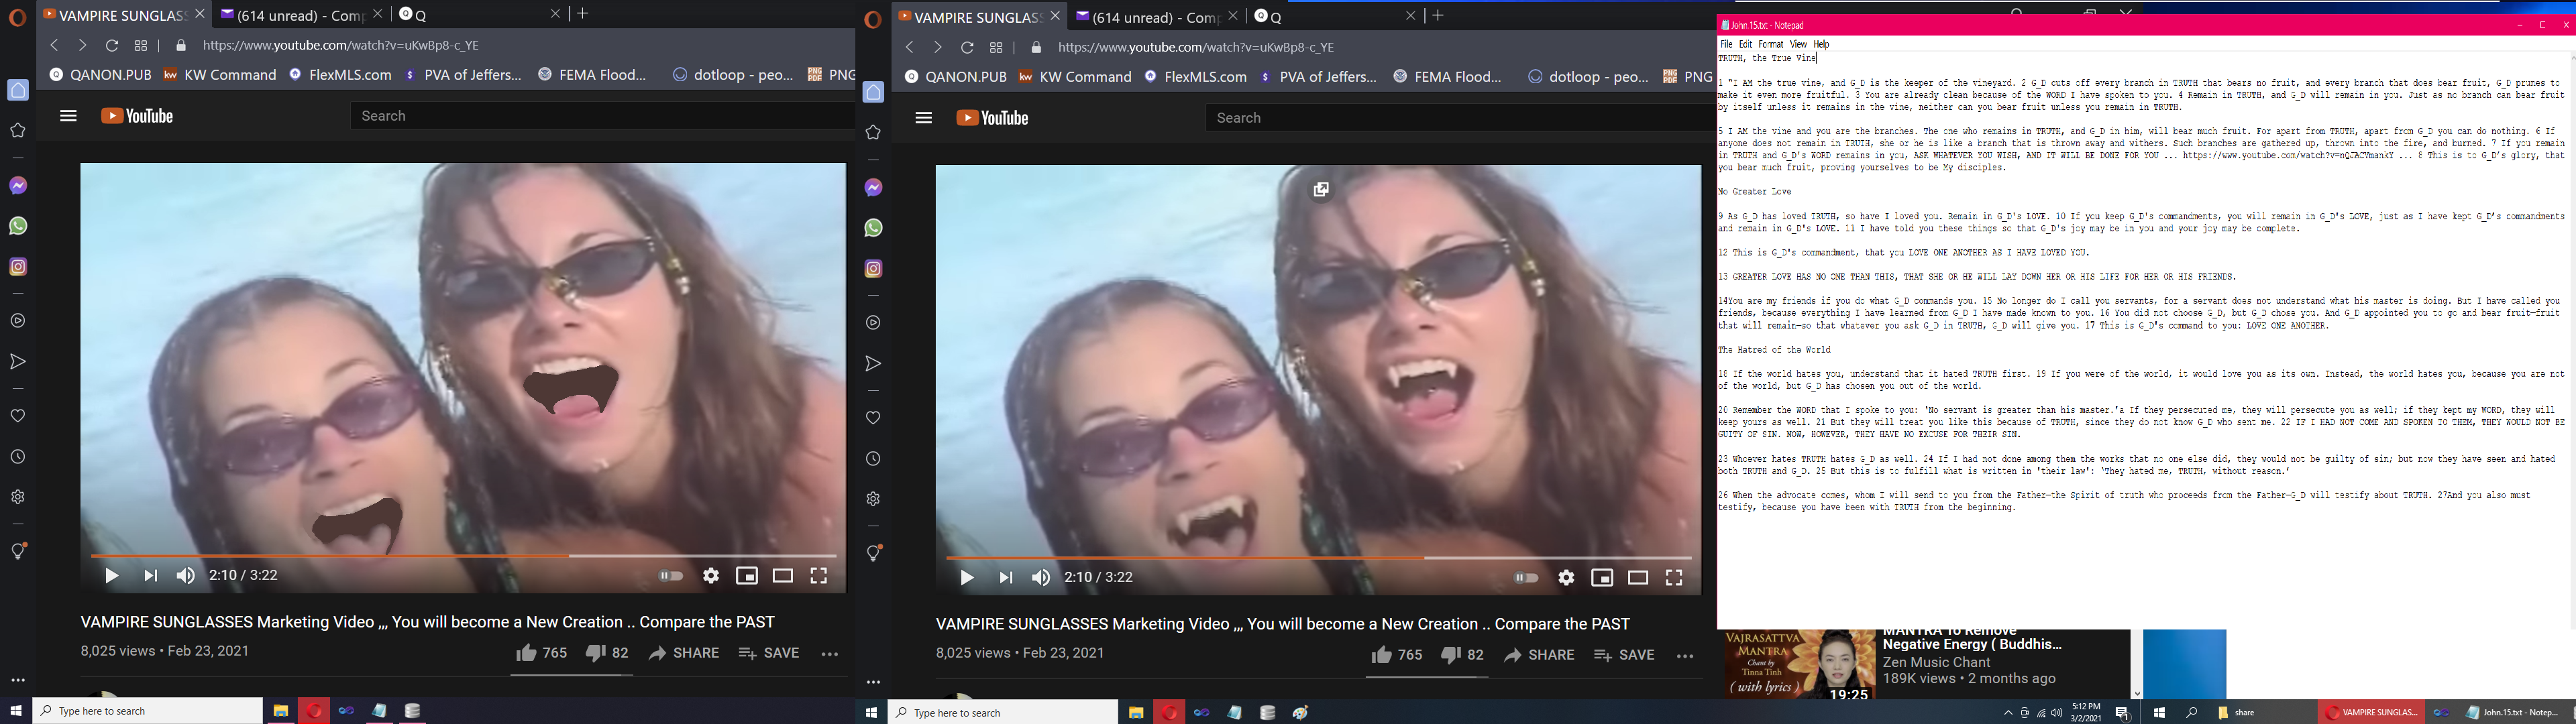 VAMPIRE SUNGLASS
(614 unread) - Com
Q
https://www.youtube.com/watch?v=uKwBp8-c_YE
QANON.PUB
KW Command
FlexMLS.com
PVA of Jeffers...
FEMA Flood...
dotloop - peo...
PNG
YouTube
Search
2:10 / 3:22
VAMPIRE SUNGLASSES Marketing Video ,,, You will become a New Creation .. Compare the PAST
8,025 views • Feb 23, 2021
765
82
SHARE
SAVE
Type here to search
VAMPIRE SUNGLASS
(614 unread) - Com
Q
https://www.youtube.com/watch?v=uKwBp8-c_YE
QANON.PUB
KW Command
FlexMLS.com
PVA of Jeffers...
FEMA Flood...
dotloop - peo...
PNG
YouTube
Search
2:10 / 3:22
VAMPIRE SUNGLASSES Marketing Video ,,, You will become a New Creation .. Compare the PAST
8,025 views • Feb 23, 2021
765
82
SHARE
SAVE
Type here to search
John.15.txt - Notepad
File Edit Format View Help
TRUTH, the True Vine
1 "I AM the true vine, and G_D is the keeper of the vineyard. 2 G_D cuts off every branch in TRUTH that bears no fruit, and every branch that does bear fruit, G_D prunes to
make it even more fruitful. 3 You are already clean because of the WORD I have spoken to you. 4 Remain in TRUTH, and G_D will remain in you. Just as no branch can bear fruit
by itself unless it remains in the vine, neither can you bear fruit unless you remain in TRUTH.
5 I AM the vine and you are the branches. The one who remains in TRUTH, and G_D in him, will bear much fruit. For apart from TRUTH, apart from G_D you can do nothing. 6 If
anyone does not remain in TRUTH, she or he is like a branch that is thrown away and withers. Such branches are gathered up, thrown into the fire, and burned. 7 If you remain
in TRUTH and G_D's WORD remains in you, ASK WHATEVER YOU WISH, AND IT WILL BE DONE FOR YOU ... https://www.youtube.com/watch?v=nQJACVmankY ... 8 This is to G_D's glory, that
you bear much fruit, proving yourselves to be My disciples.
No Greater Love
9 As G_D has loved TRUTH, so have I loved you. Remain in G_D's LOVE. 10 If you keep G_D's commandments, you will remain in G_D's LOVE, just as I have kept G_D's commandments
and remain in G_D's LOVE. 11 I have told you these things so that G_D's joy may be in you and your joy may be complete.
12 This is G_D's commandment, that you LOVE ONE ANOTHER AS I HAVE LOVED YOU.
13 GREATER LOVE HAS NO ONE THAN THIS, THAT SHE OR HE WILL LAY DOWN HER OR HIS LIFE FOR HER OR HIS FRIENDS.
14You are my friends if you do what G_D commands you. 15 No longer do I call you servants, for a servant does not understand what his master is doing. But I have called you
friends, because everything I have learned from G_D I have made known to you. 16 You did not choose G_D, but G_D chose you. And G_D appointed you to go and bear fruit—fruit
that will remain—so that whatever you ask G_D in TRUTH, G_D will give you. 17 This is G_D's command to you: LOVE ONE ANOTHER.
The Hatred of the World
18 If the world hates you, understand that it hated TRUTH first. 19 If you were of the world, it would love you as its own. Instead, the world hates you, because you are not
of the world, but G_D has chosen you out of the world.
20 Remember the WORD that I spoke to you: 'No servant is greater than his master.'a If they persecuted me, they will persecute you as well; if they kept my WORD, they will
keep yours as well. 21 But they will treat you like this because of TRUTH, since they do not know G_D who sent me. 22 IF I HAD NOT COME AND SPOKEN TO THEM, THEY WOULD NOT BE
GUITY OF SIN. NOW, HOWEVER, THEY HAVE NO EXCUSE FOR THEIR SIN.
23 Whoever hates TRUTH hates G_D as well. 24 If I had not done among them the works that no one else did, they would not be guilty of sin; but now they have seen and hated
both TRUTH and G_D. 25 But this is to fulfill what is written in 'their law': 'They hated me, TRUTH, without reason.'
26 When the advocate comes, whom I will send to you from the Father—the Spirit of truth who proceeds from the Father—G_D will testify about TRUTH. 27And you also must
testify, because you have been with TRUTH from the beginning.
VAJRASATTVA
MANTRA
Chant by
Tinna Tinh
( with lyrics )
19:25
MANTRA To Remove
Negative Energy ( Buddhis...
Zen Music Chant
189K views • 2 months ago
5:12 PM
3/2/2021
share
VAMPIRE SUNGLAS...
John.15.txt - Notep...